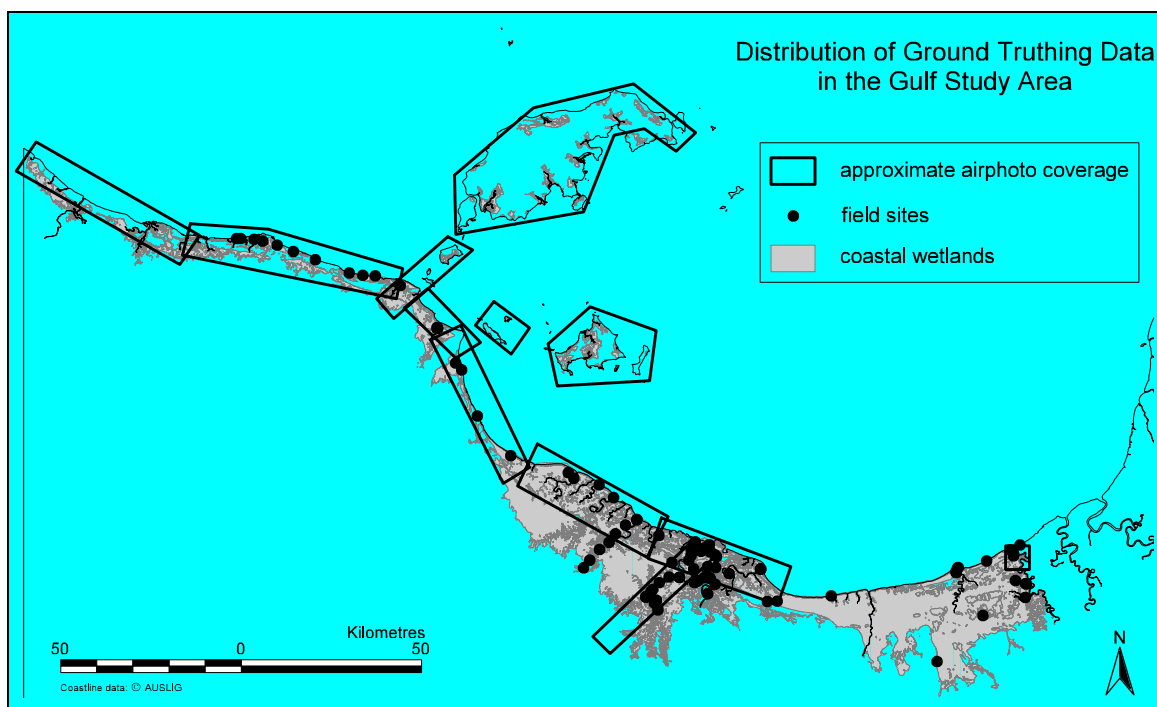 Distribution of Ground Truthing Data
in the Gulf Study Area
approximate airphoto coverage
field sites
coastal wetlands
Kilometres
50 0 50
Coastline data: © AUSLIG
N